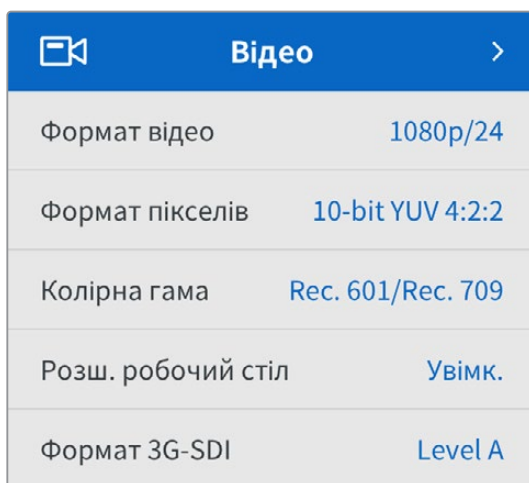 Відео
Формат відео 1080p/24
Формат пікселів 10-bit YUV 4:2:2
Колірна гама Rec. 601/Rec. 709
Розш. робочий стіл Увімк.
Формат 3G-SDI Level A